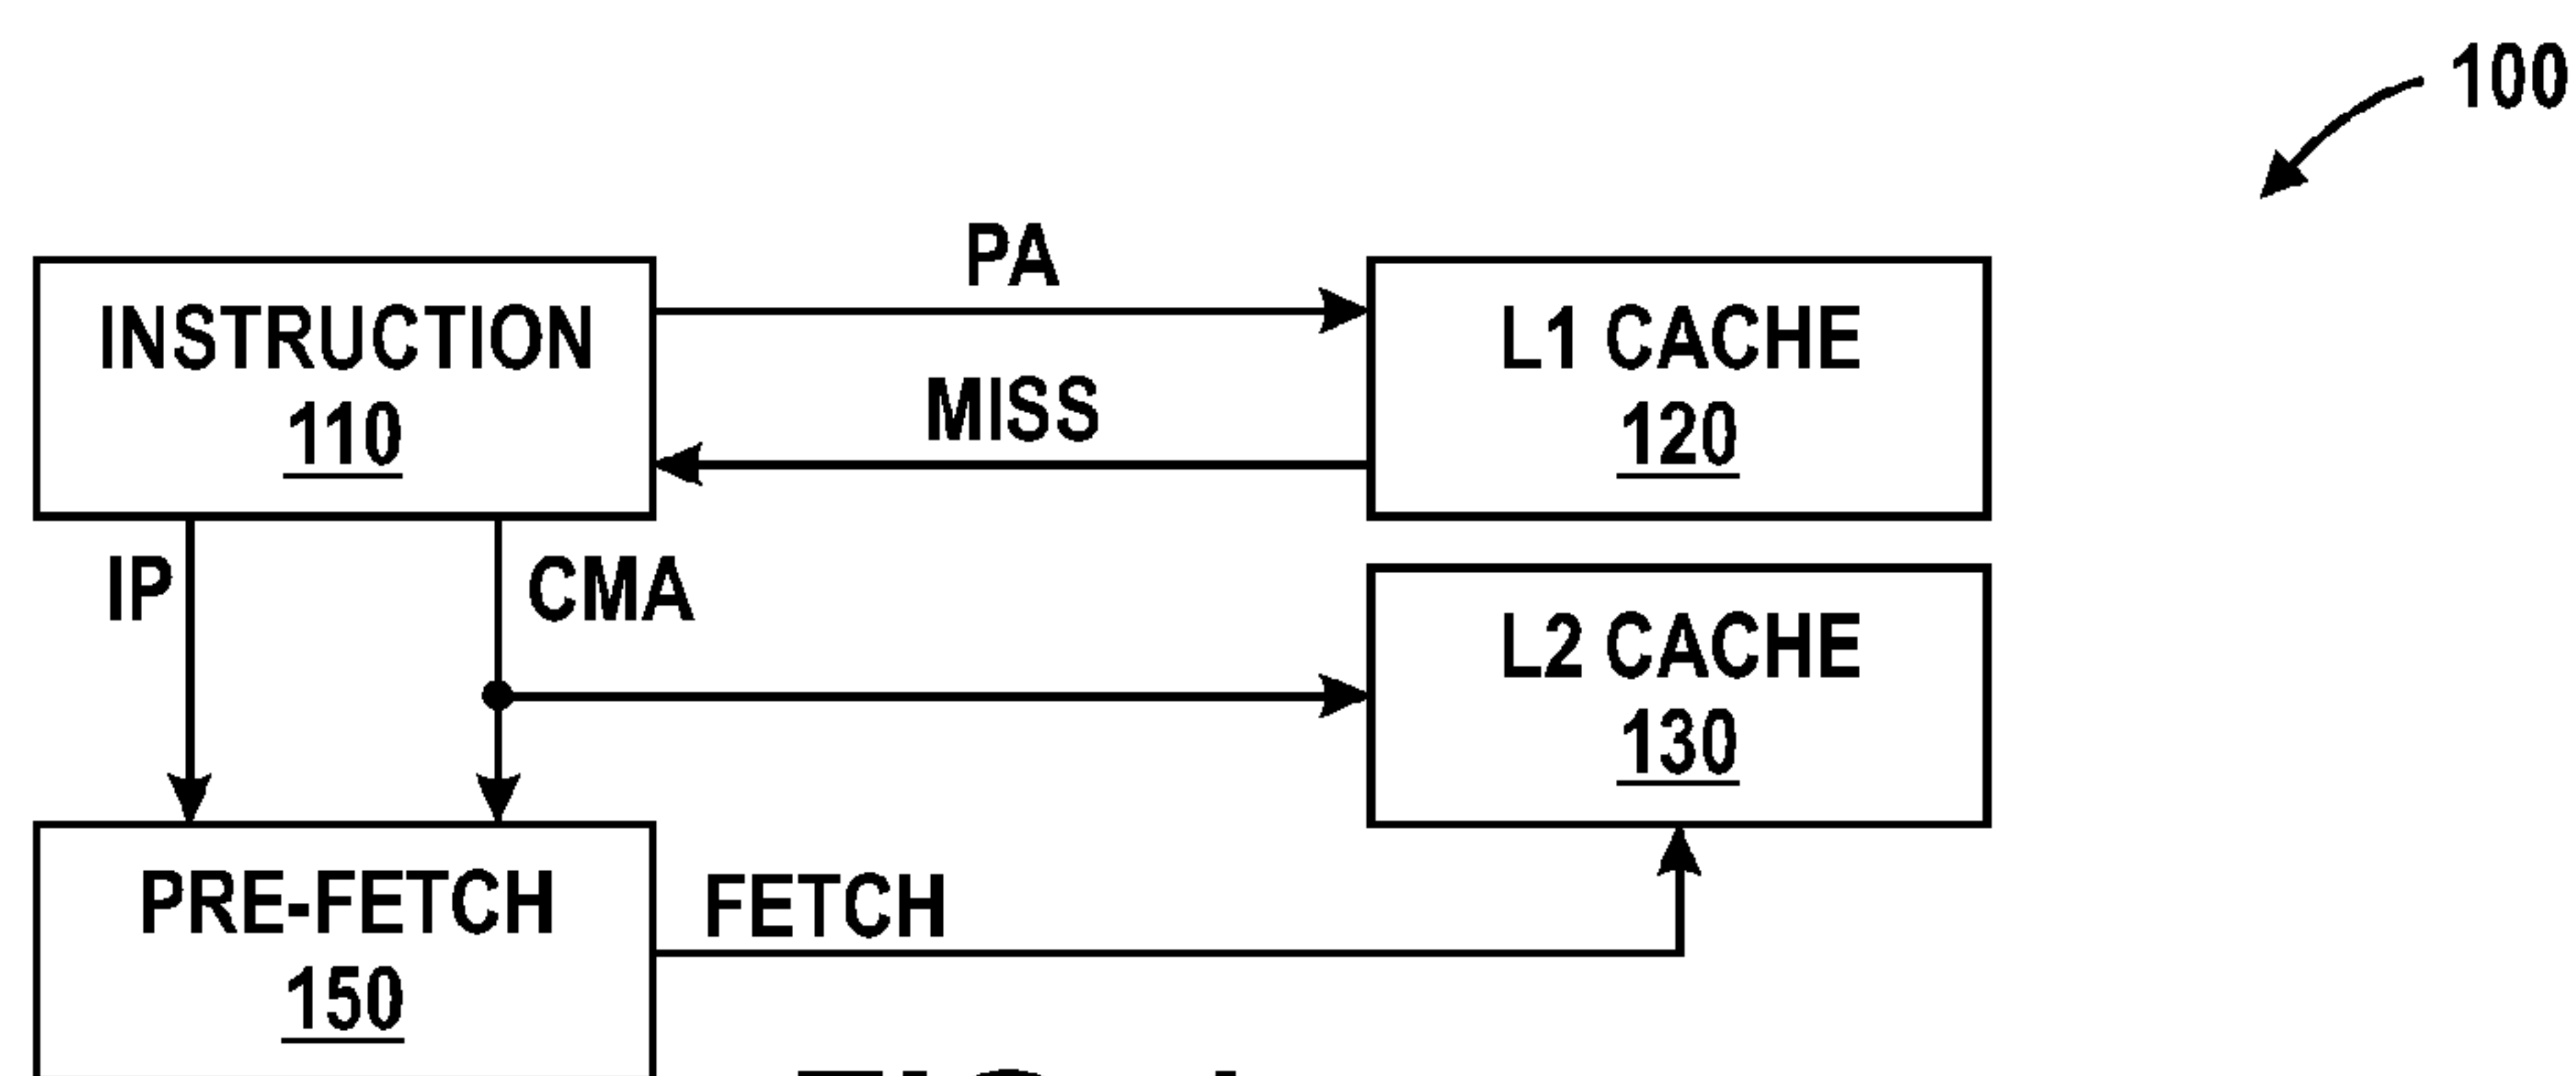 100
PA
INSTRUCTION
110
L1 CACHE
120
MISS
IP
CMA
L2 CACHE
130
PRE-FETCH
150
FETCH